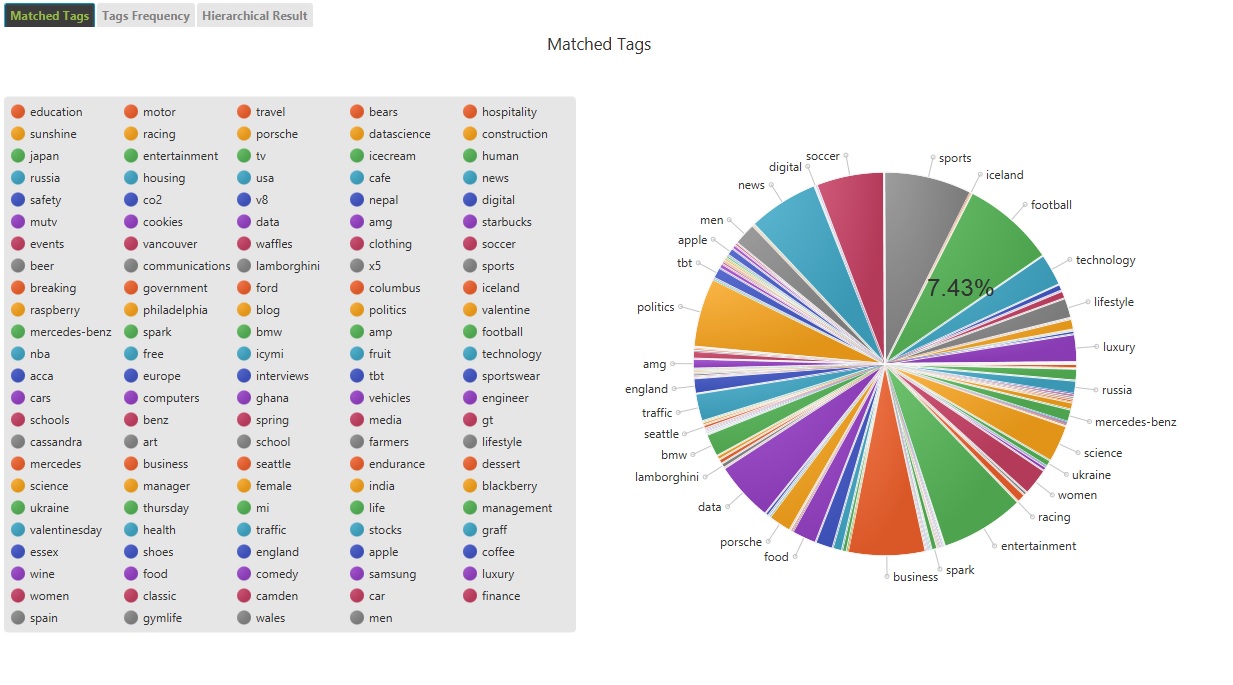 Matched Tags Tags Frequency Hierarchical Result
Matched Tags
education motor travel bears hospitality
sunshine racing porsche datascience construction
japan entertainment tv icecream human
russia housing usa cafe news
safety co2 v8 nepal digital
mutv cookies data amg starbucks
events vancouver waffles clothing soccer
beer communications lamborghini x5 sports
breaking government ford columbus iceland
raspberry philadelphia blog politics valentine
mercedes-benz spark bmw amp football
nba free icymi fruit technology
acca europe interviews tbt sportswear
cars computers ghana vehicles engineer
schools benz spring media gt
cassandra art school farmers lifestyle
mercedes business seattle endurance dessert
science manager female india blackberry
ukraine thursday mi life management
valentinesday health traffic stocks graff
essex shoes england apple coffee
wine food comedy samsung luxury
women classic camden car finance
spain gymlife wales men
soccer
sports
digital
iceland
news
football
men
apple
technology
tbt
7.43%
lifestyle
politics
luxury
amg
england
russia
traffic
mercedes-benz
seattle
bmw
science
lamborghini
ukraine
women
data
racing
porsche
entertainment
food
spark
business